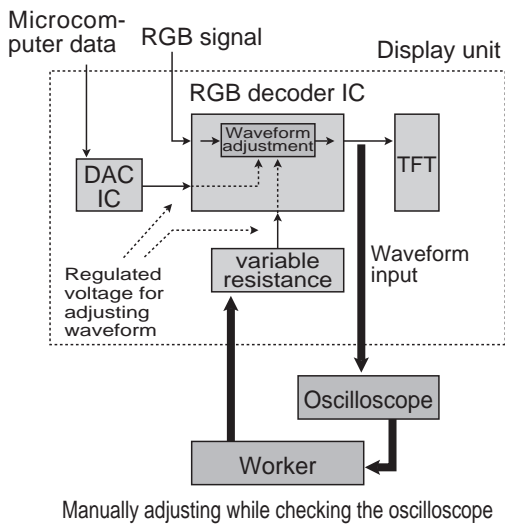 Microcom-
puter data
RGB signal
Display unit
RGB decoder IC
Waveform
adjustment
DAC
IC
TFT
variable
resistance
Regulated
voltage for
adjusting
waveform
Waveform
input
Oscilloscope
Worker
Manually adjusting while checking the oscilloscope